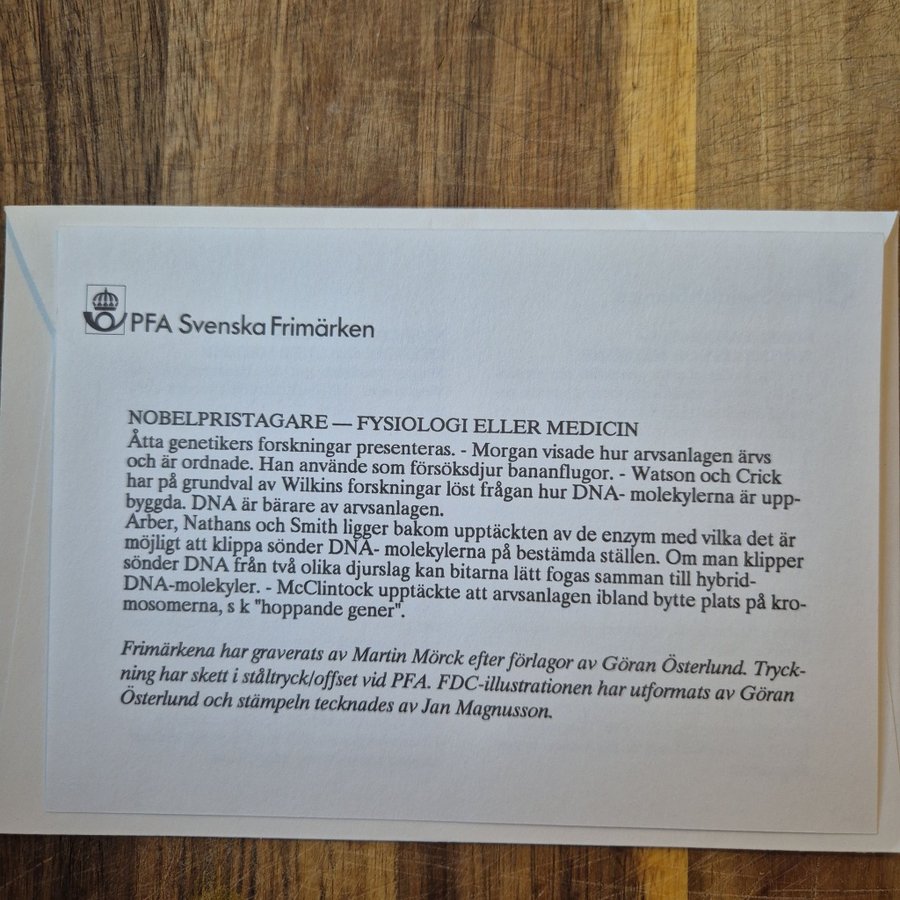 PFA Svenska Frimärken
NOBELPRISTAGARE — FYSIOLOGI ELLER MEDICIN
Åtta genetikers forskningar presenteras. - Morgan visade hur arvsanlagen ärvs
och är ordnade. Han använde som försöksdjur bananflugor. - Watson och Crick
har på grundval av Wilkins forskningar löst frågan hur DNA- molekylerna är upp-
byggda. DNA är bärare av arvsanlagen.
Arber, Nathans och Smith ligger bakom upptäckten av de enzym med vilka det är
möjligt att klippa sönder DNA- molekylerna på bestämda ställen. Om man klipper
sönder DNA från två olika djurslag kan bitarna lätt fogas samman till hybrid-
DNA-molekyler. - McClintock upptäckte att arvsanlagen ibland bytte plats på kro-
mosomerna, s k "hoppande gener".
Frimärkena har graverats av Martin Mörck efter förlagor av Göran Österlund. Tryck-
ning har skett i ståltryck/offset vid PFA. FDC-illustrationen har utformats av Göran
Österlund och stämpeln tecknades av Jan Magnusson.